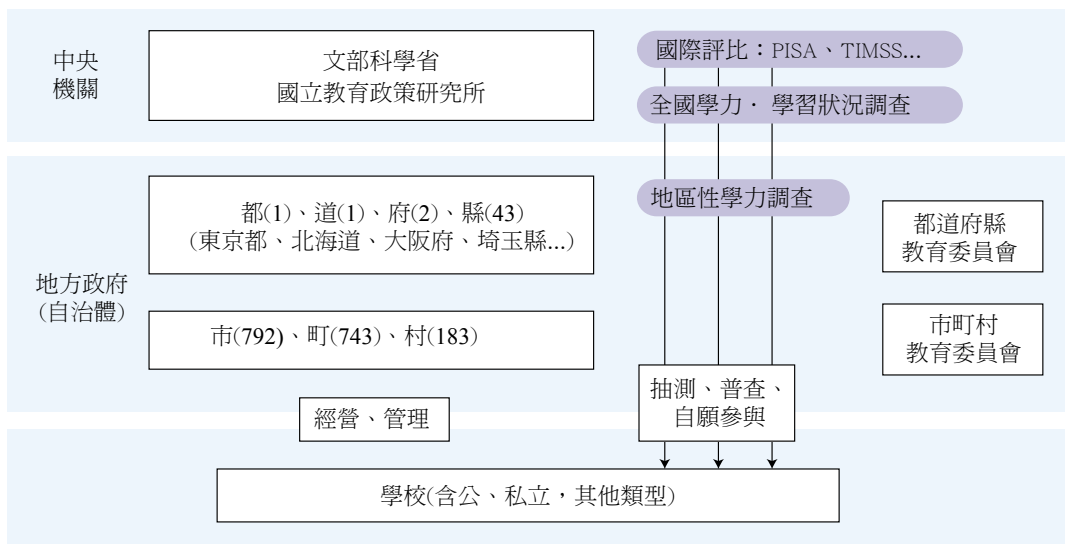 中央
機關
文部科學省
國立教育政策研究所
國際評比：PISA、TIMSS...
全國學力・學習狀況調查
地方政府
(自治體)
都(1)、道(1)、府(2)、縣(43)
(東京都、北海道、大阪府、埼玉縣...)
地區性學力調查
都道府縣
教育委員會
市(792)、町(743)、村(183)
市町村
教育委員會
經營、管理
抽測、普查、
自願參與
學校(含公、私立，其他類型)